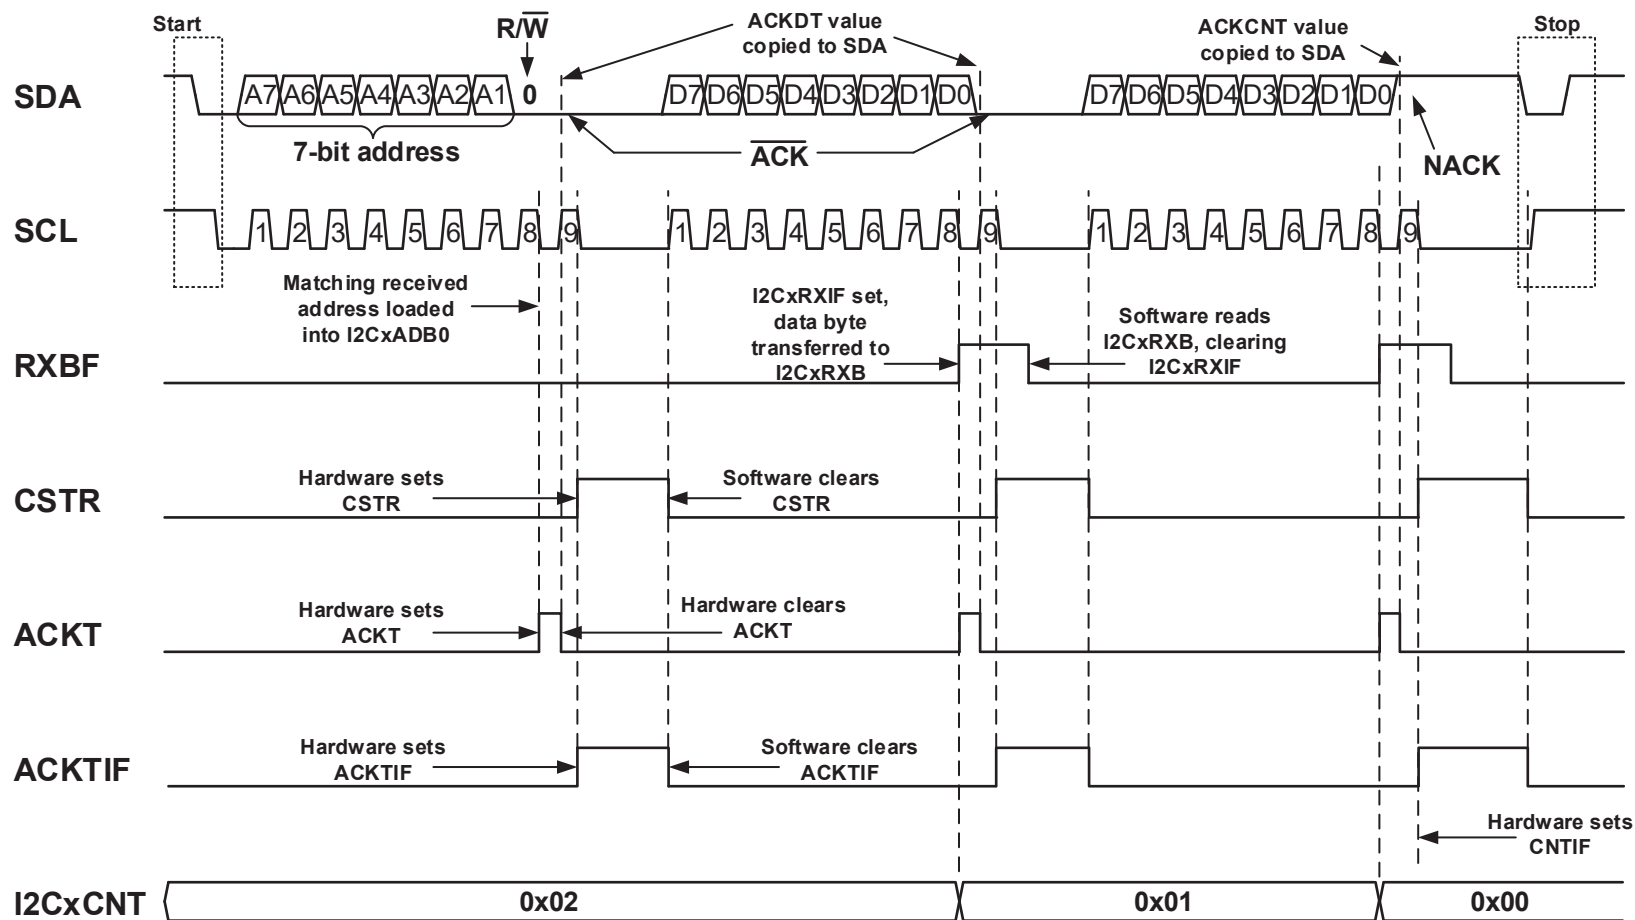 Start
R/W
ACKDT value
copied to SDA
ACKCNT value
copied to SDA
Stop
SDA
A7 A6 A5 A4 A3 A2 A1 0
D7 D6 D5 D4 D3 D2 D1 D0
D7 D6 D5 D4 D3 D2 D1 D0
7-bit address
ACK
NACK
SCL
1 2 3 4 5 6 7 8 9
1 2 3 4 5 6 7 8 9
1 2 3 4 5 6 7 8 9
Matching received
address loaded
into I2CxADB0
I2CxRXIF set,
data byte
transferred to
I2CxRXB
Software reads
I2CxRXB, clearing
I2CxRXIF
RXBF
Hardware sets
CSTR
Software clears
CSTR
CSTR
Hardware sets
ACKT
Hardware clears
ACKT
ACKT
Hardware sets
ACKTIF
Software clears
ACKTIF
ACKTIF
Hardware sets
CNTIF
I2CxCNT
0x02
0x01
0x00